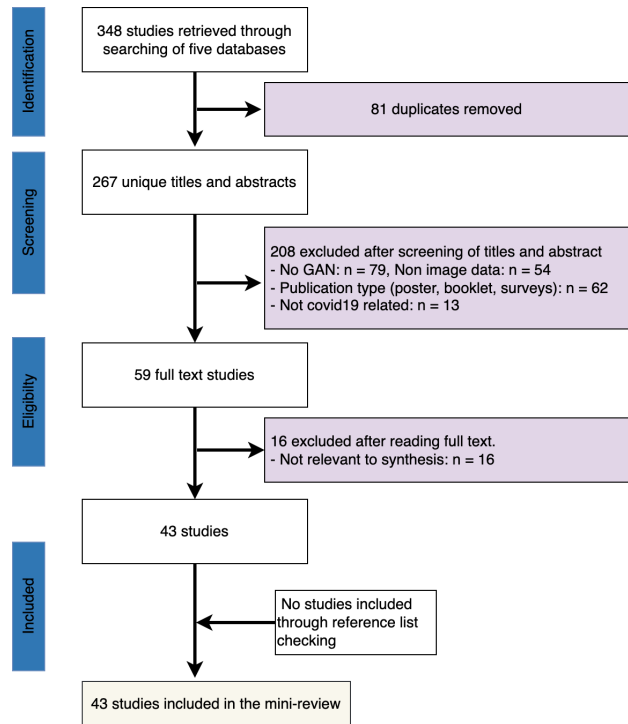 Identification
348 studies retrieved through
searching of five databases
81 duplicates removed
Screening
267 unique titles and abstracts
208 excluded after screening of titles and abstract
- No GAN: n = 79, Non image data: n = 54
- Publication type (poster, booklet, surveys): n = 62
- Not covid19 related: n = 13
Eligibilty
59 full text studies
16 excluded after reading full text.
- Not relevant to synthesis: n = 16
43 studies
Included
No studies included
through reference list
checking
43 studies included in the mini-review